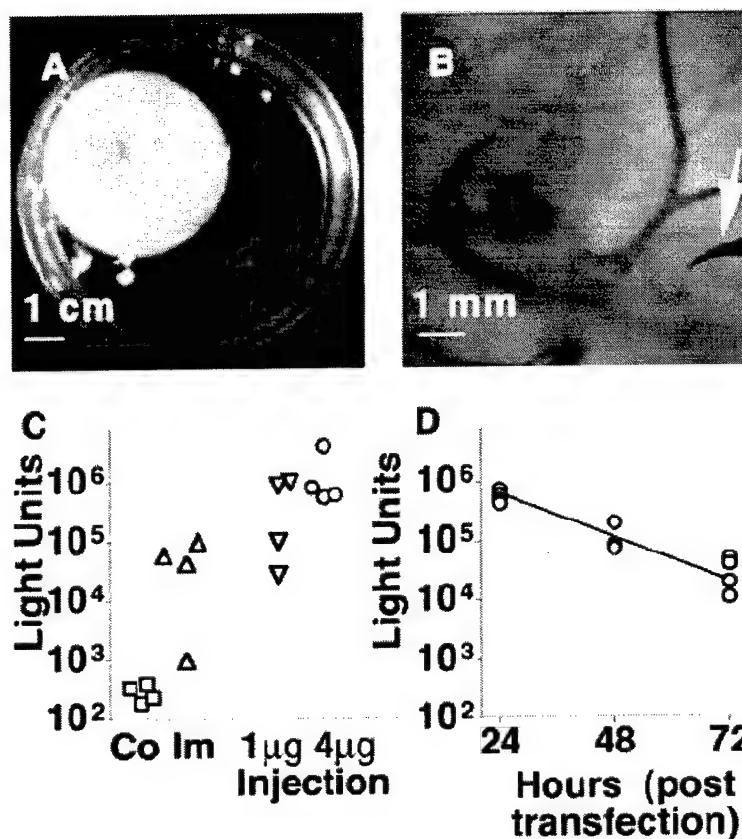 A
1 cm
B
1 mm
C
Light Units
10⁶
10⁵
10⁴
10³
10²
Co Im 1µg 4µg
Injection
D
Light Units
10⁶
10⁵
10⁴
10³
10²
24 48 72
Hours (post
transfection)